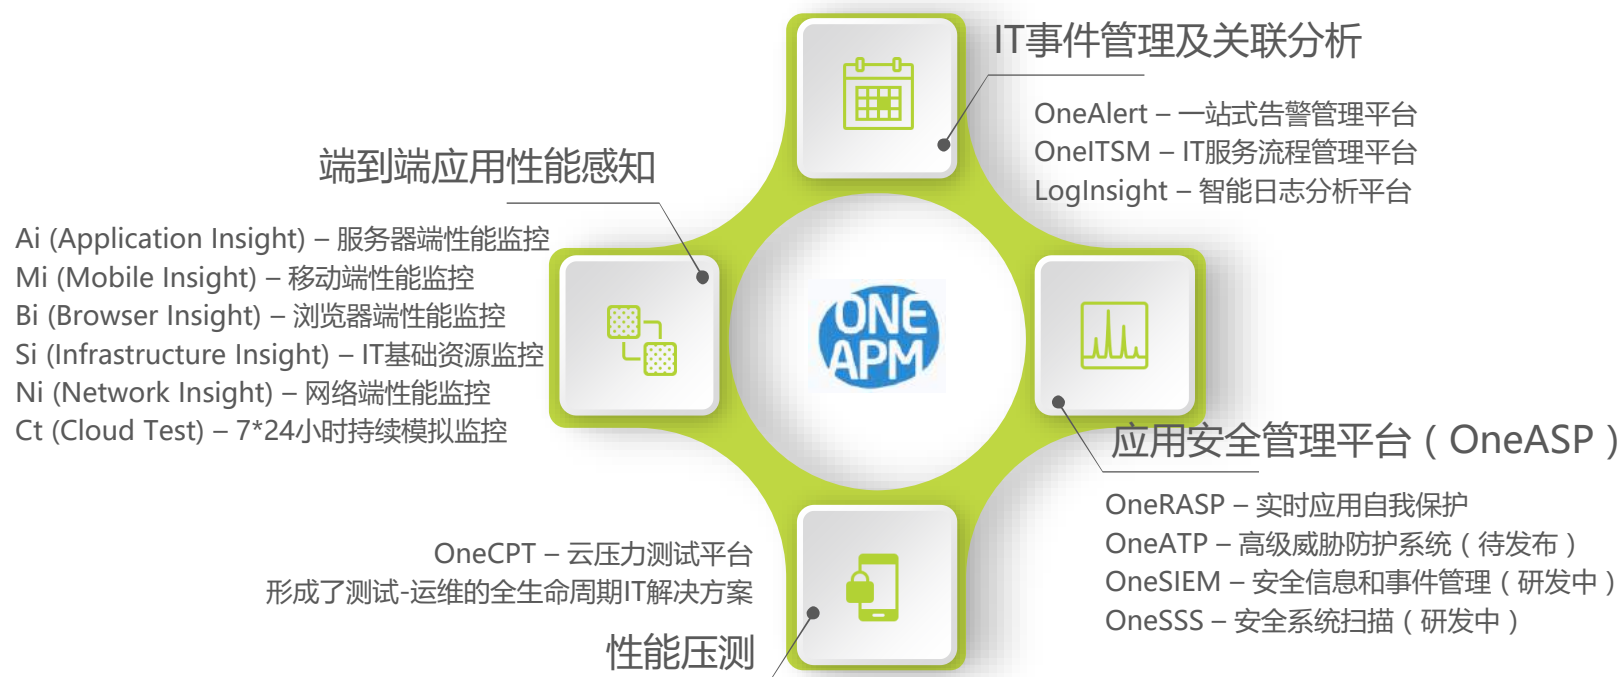 IT事件管理及关联分析
OneAlert – 一站式告警管理平台
OneITSM – IT服务流程管理平台
LogInsight – 智能日志分析平台
端到端应用性能感知
Ai (Application Insight) – 服务器端性能监控
Mi (Mobile Insight) – 移动端性能监控
Bi (Browser Insight) – 浏览器端性能监控
Si (Infrastructure Insight) – IT基础资源监控
Ni (Network Insight) – 网络端性能监控
Ct (Cloud Test) – 7*24小时持续模拟监控
ONE
APM
应用安全管理平台（OneASP）
OneRASP – 实时应用自我保护
OneATP – 高级威胁防护系统（待发布）
OneSIEM – 安全信息和事件管理（研发中）
OneSSS – 安全系统扫描（研发中）
OneCPT – 云压力测试平台
形成了测试-运维的全生命周期IT解决方案
性能压测